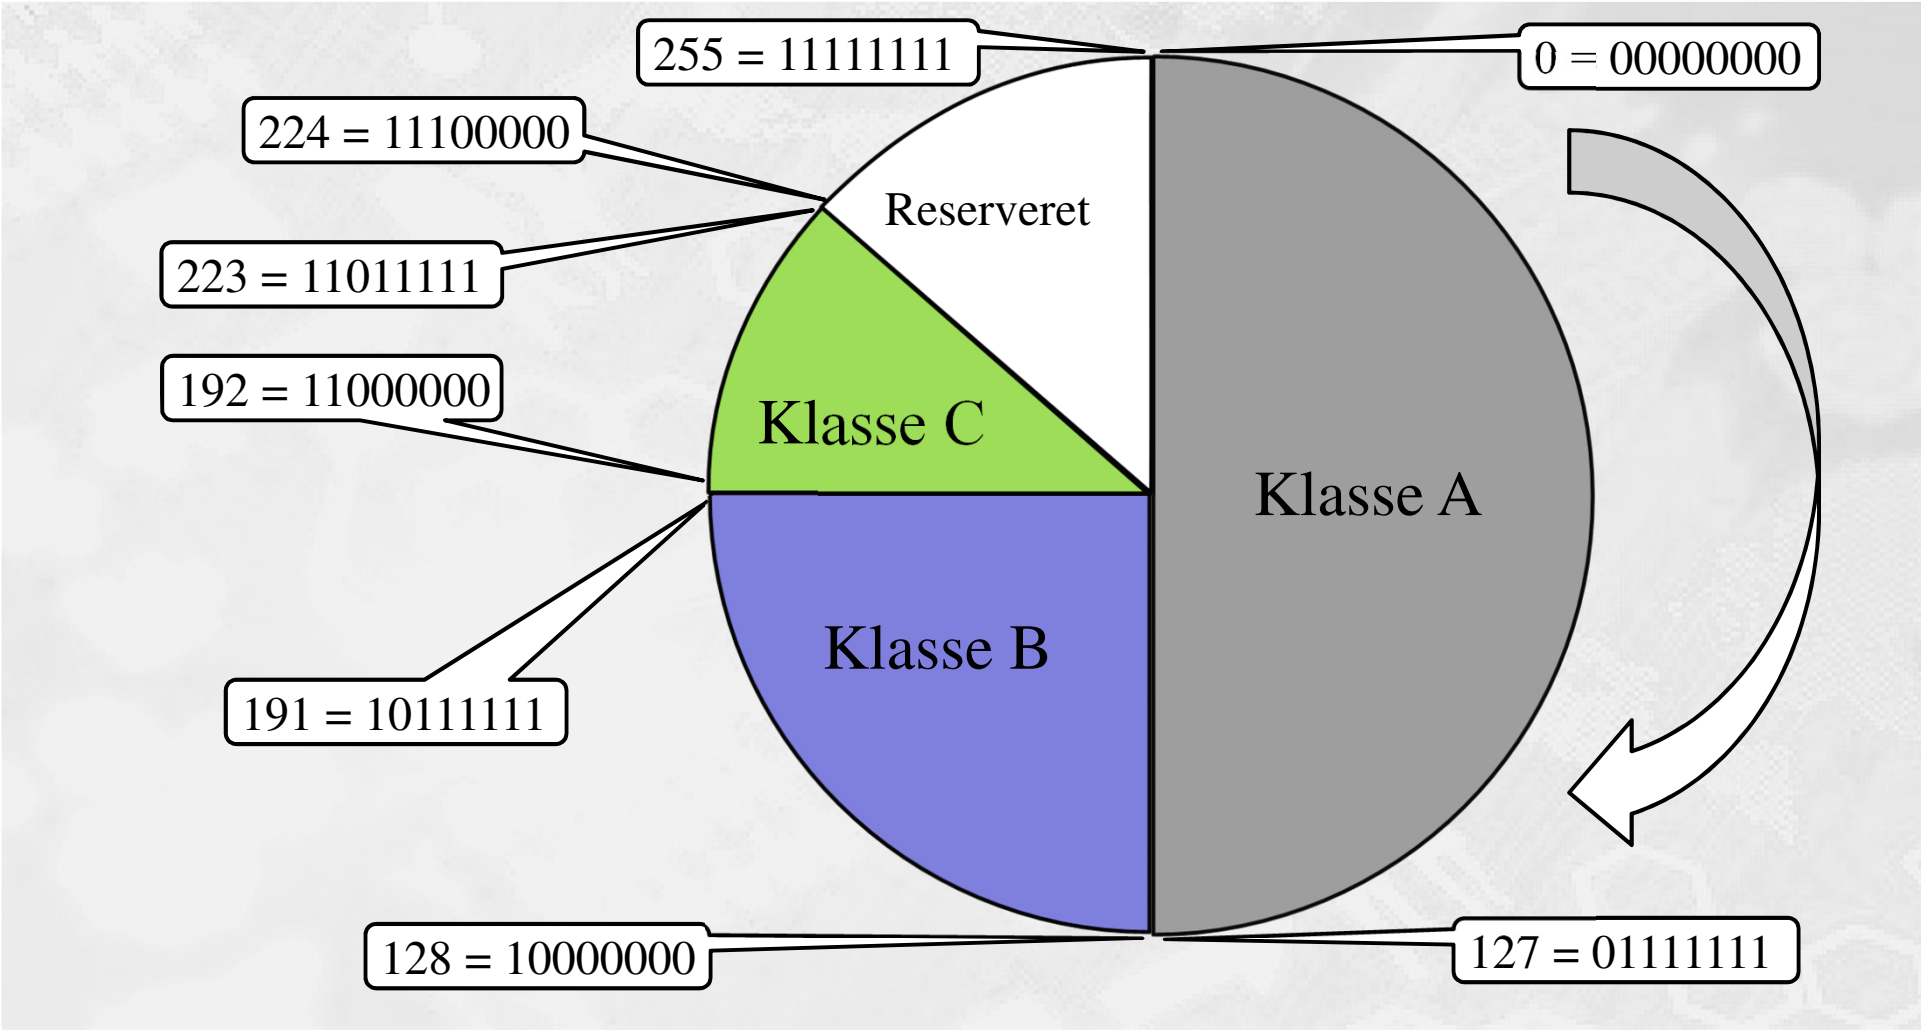 255 = 11111111
0 = 00000000
224 = 11100000
Reserveret
223 = 11011111
192 = 11000000
Klasse C
Klasse A
Klasse B
191 = 10111111
128 = 10000000
127 = 01111111